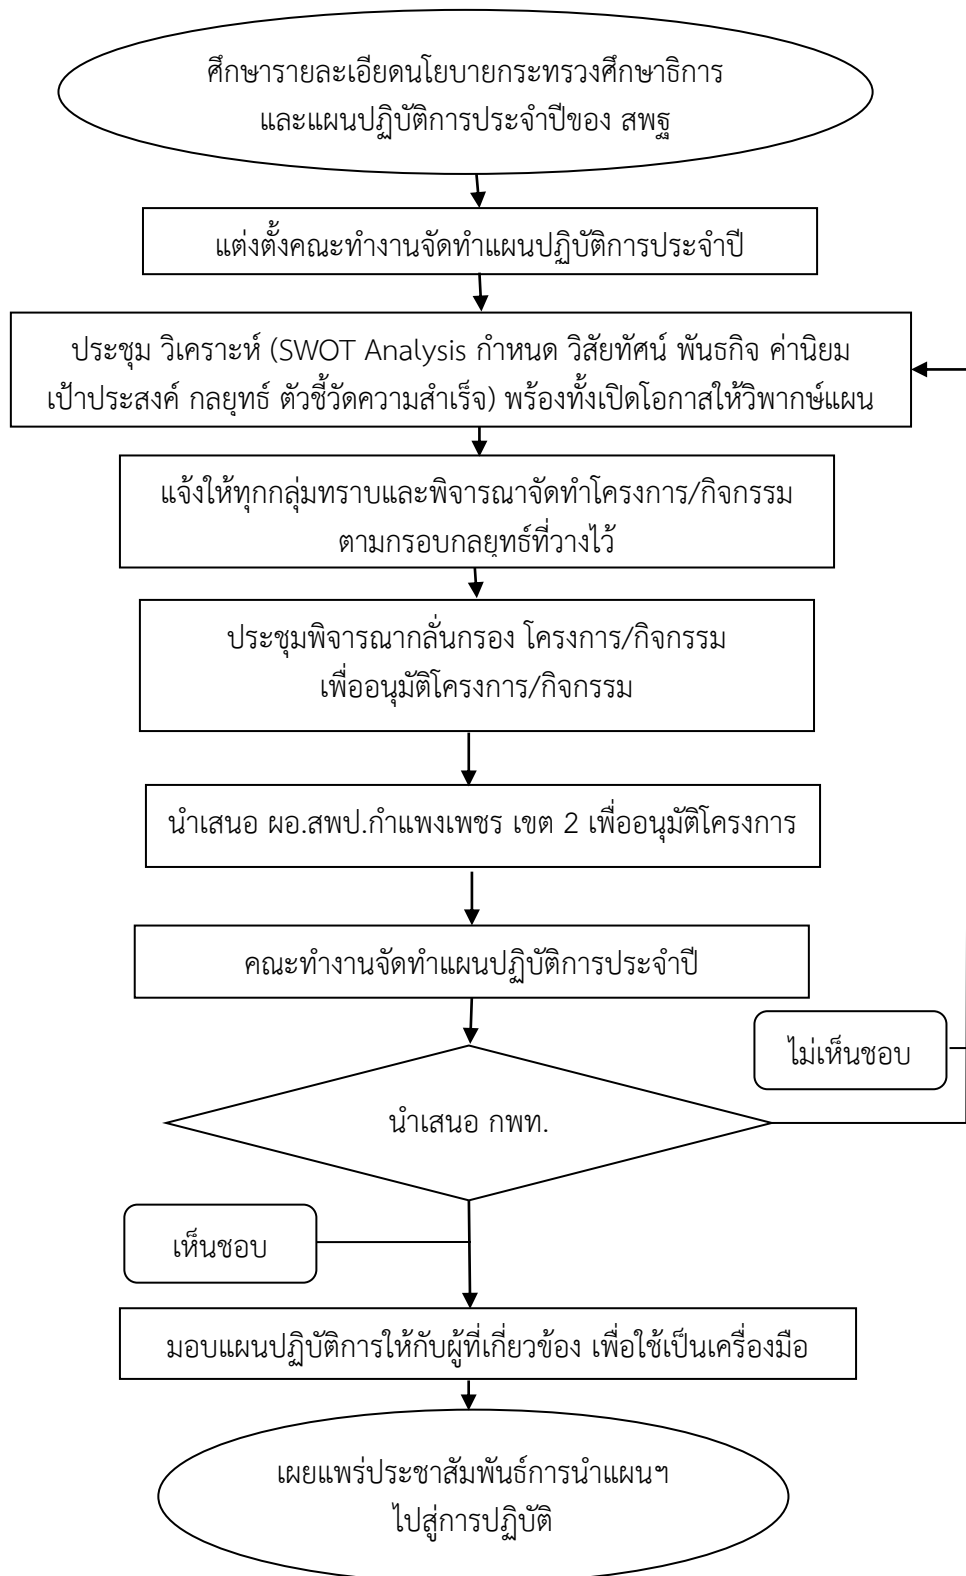 ศึกษารายละเอียดนโยบายกระทรวงศึกษาธิการ
และแผนปฏิบัติการประจำปีของ สพฐ
แต่งตั้งคณะทำงานจัดทำแผนปฏิบัติการประจำปี
ประชุม วิเคราะห์ (SWOT Analysis กำหนด วิสัยทัศน์ พันธกิจ ค่านิยม
เป้าประสงค์ กลยุทธ์ ตัวชี้วัดความสำเร็จ) พร้องทั้งเปิดโอกาสให้วิพากษ์แผน
แจ้งให้ทุกกลุ่มทราบและพิจารณาจัดทำโครงการ/กิจกรรม
ตามกรอบกลยุทธ์ที่วางไว้
ประชุมพิจารณากลั่นกรอง โครงการ/กิจกรรม
เพื่ออนุมัติโครงการ/กิจกรรม
นำเสนอ ผอ.สพป.กำแพงเพชร เขต 2 เพื่ออนุมัติโครงการ
คณะทำงานจัดทำแผนปฏิบัติการประจำปี
ไม่เห็นชอบ
นำเสนอ กพท.
เห็นชอบ
มอบแผนปฏิบัติการให้กับผู้ที่เกี่ยวข้อง เพื่อใช้เป็นเครื่องมือ
เผยแพร่ประชาสัมพันธ์การนำแผนฯ
ไปสู่การปฏิบัติ